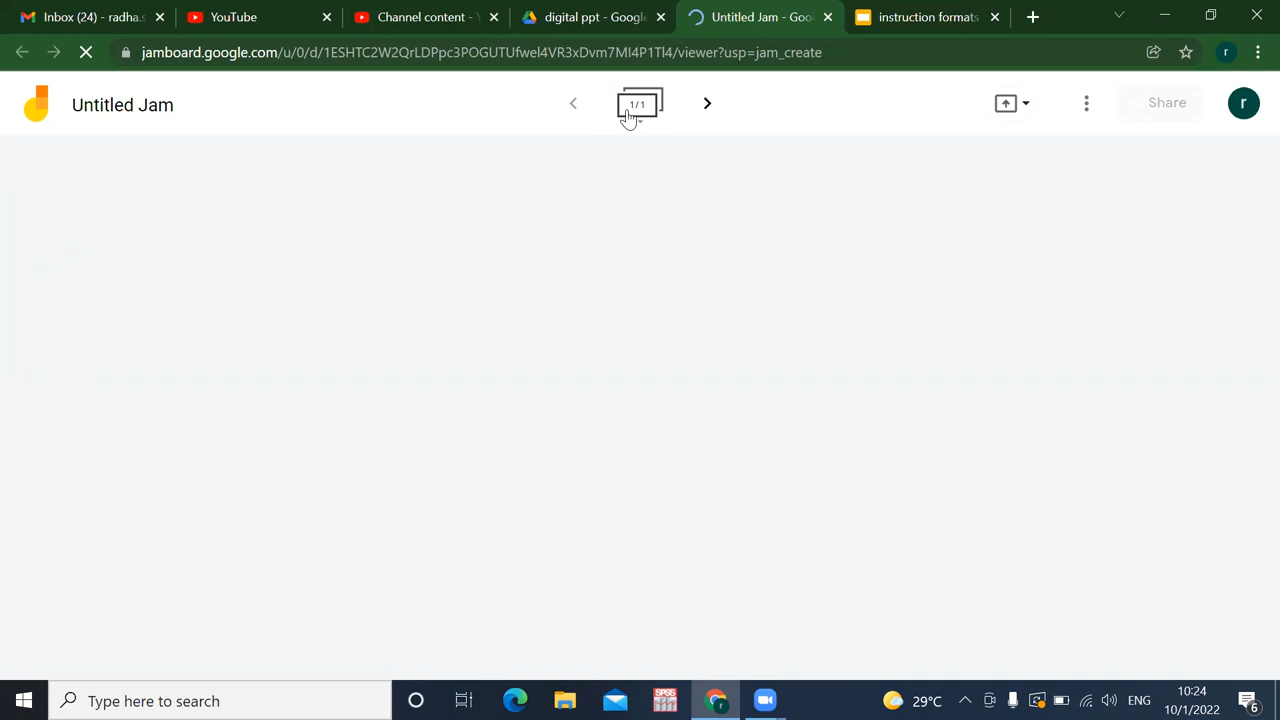 Inbox (24) - radha.s
YouTube
Channel content - Y
digital ppt - Google
Untitled Jam - Goo
instruction formats
jamboard.google.com/u/0/d/1ESHTC2W2QrLDPpc3POGUTUfwel4VR3xDvm7MI4P1Tl4/viewer?usp=jam_create
r
Untitled Jam
1/1
Share
r
Type here to search
SPSS
r
29°C
ENG
10:24
10/1/2022
6